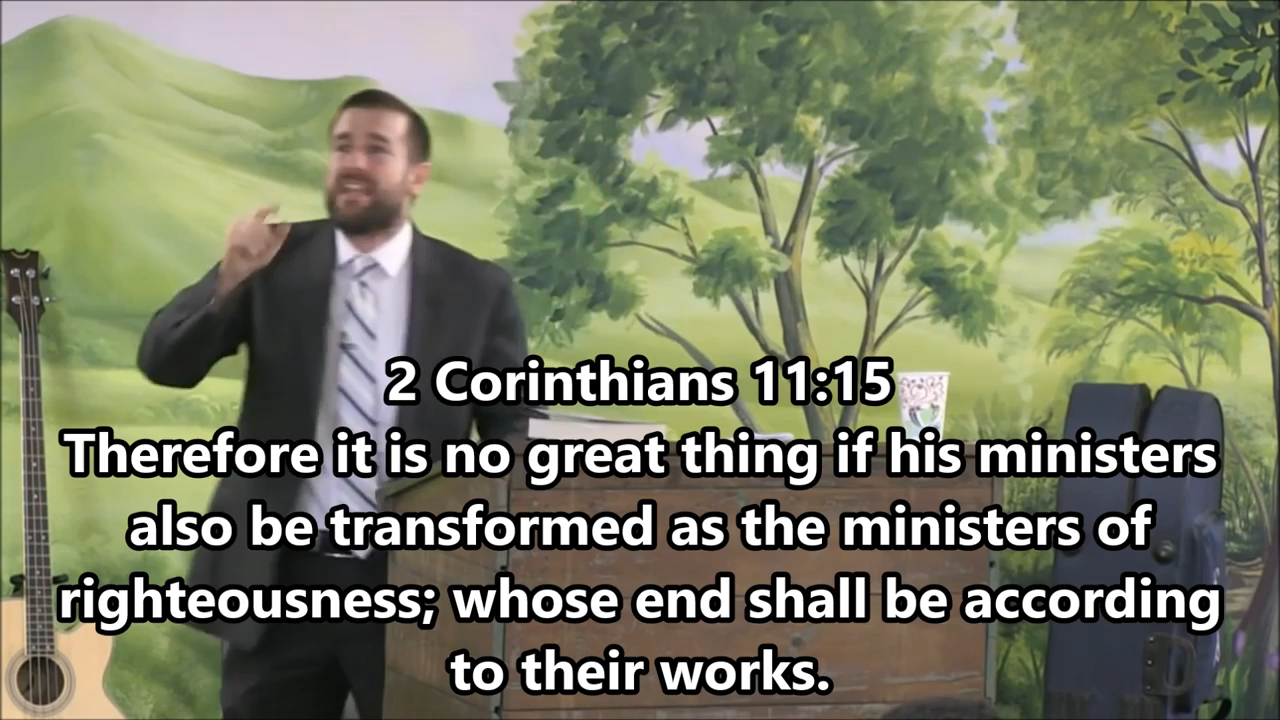 2 Corinthians 11:15
Therefore it is no great thing if his ministers
also be transformed as the ministers of
righteousness; whose end shall be according
to their works.